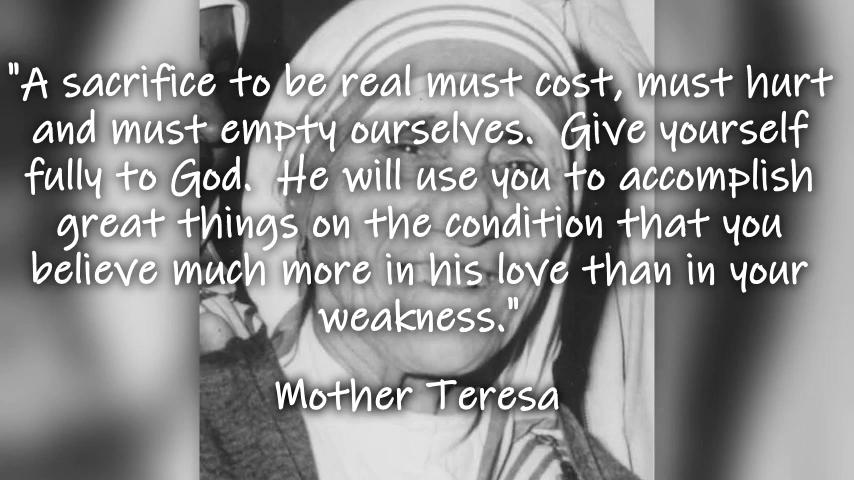 "A sacrifice to be real must cost, must hurt
and must empty ourselves.  Give yourself
fully to God.  He will use you to accomplish
great things on the condition that you
believe much more in his love than in your
weakness."
Mother Teresa